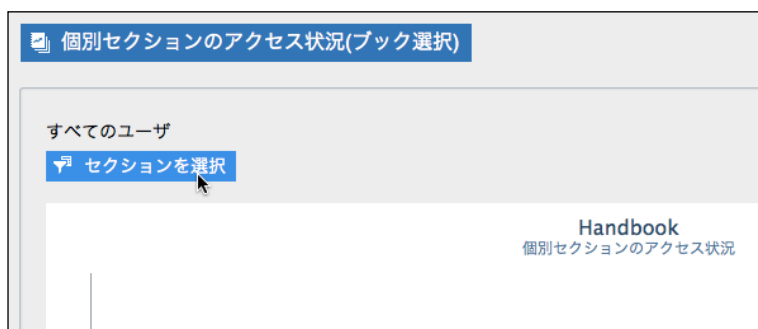 個別セクションのアクセス状況(ブック選択)
すべてのユーザ
セクションを選択
Handbook
個別セクションのアクセス状況